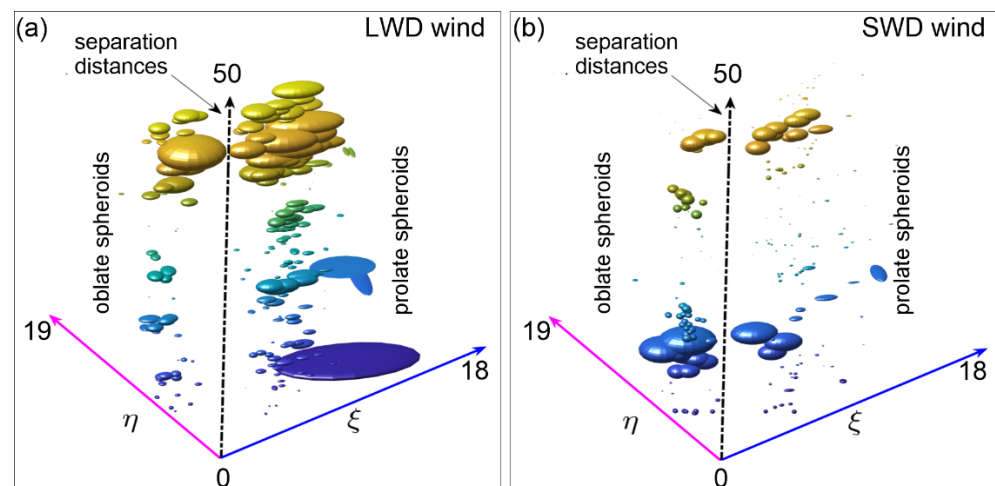 (a)
LWD wind
separation
distances
50
oblate spheroids
prolate spheroids
19
18
η
ξ
0
(b)
SWD wind
separation
distances
50
oblate spheroids
prolate spheroids
19
18
η
ξ
0